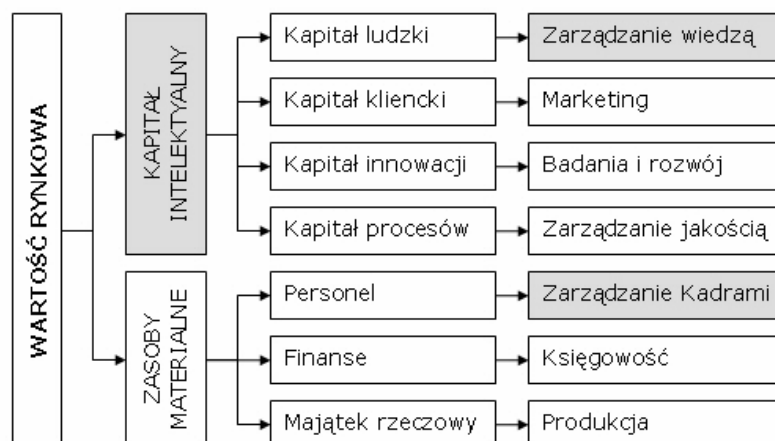 WARTOŚĆ RYNKOWA
KAPITAŁ
INTELEKTYALNY
Kapitał ludzki
Zarządzanie wiedzą
Kapitał kliencki
Marketing
Kapitał innowacji
Badania i rozwój
Kapitał procesów
Zarządzanie jakością
ZASOBY
MATERIALNE
Personel
Zarządzanie Kadrami
Finanse
Księgowość
Majątek rzeczowy
Produkcja